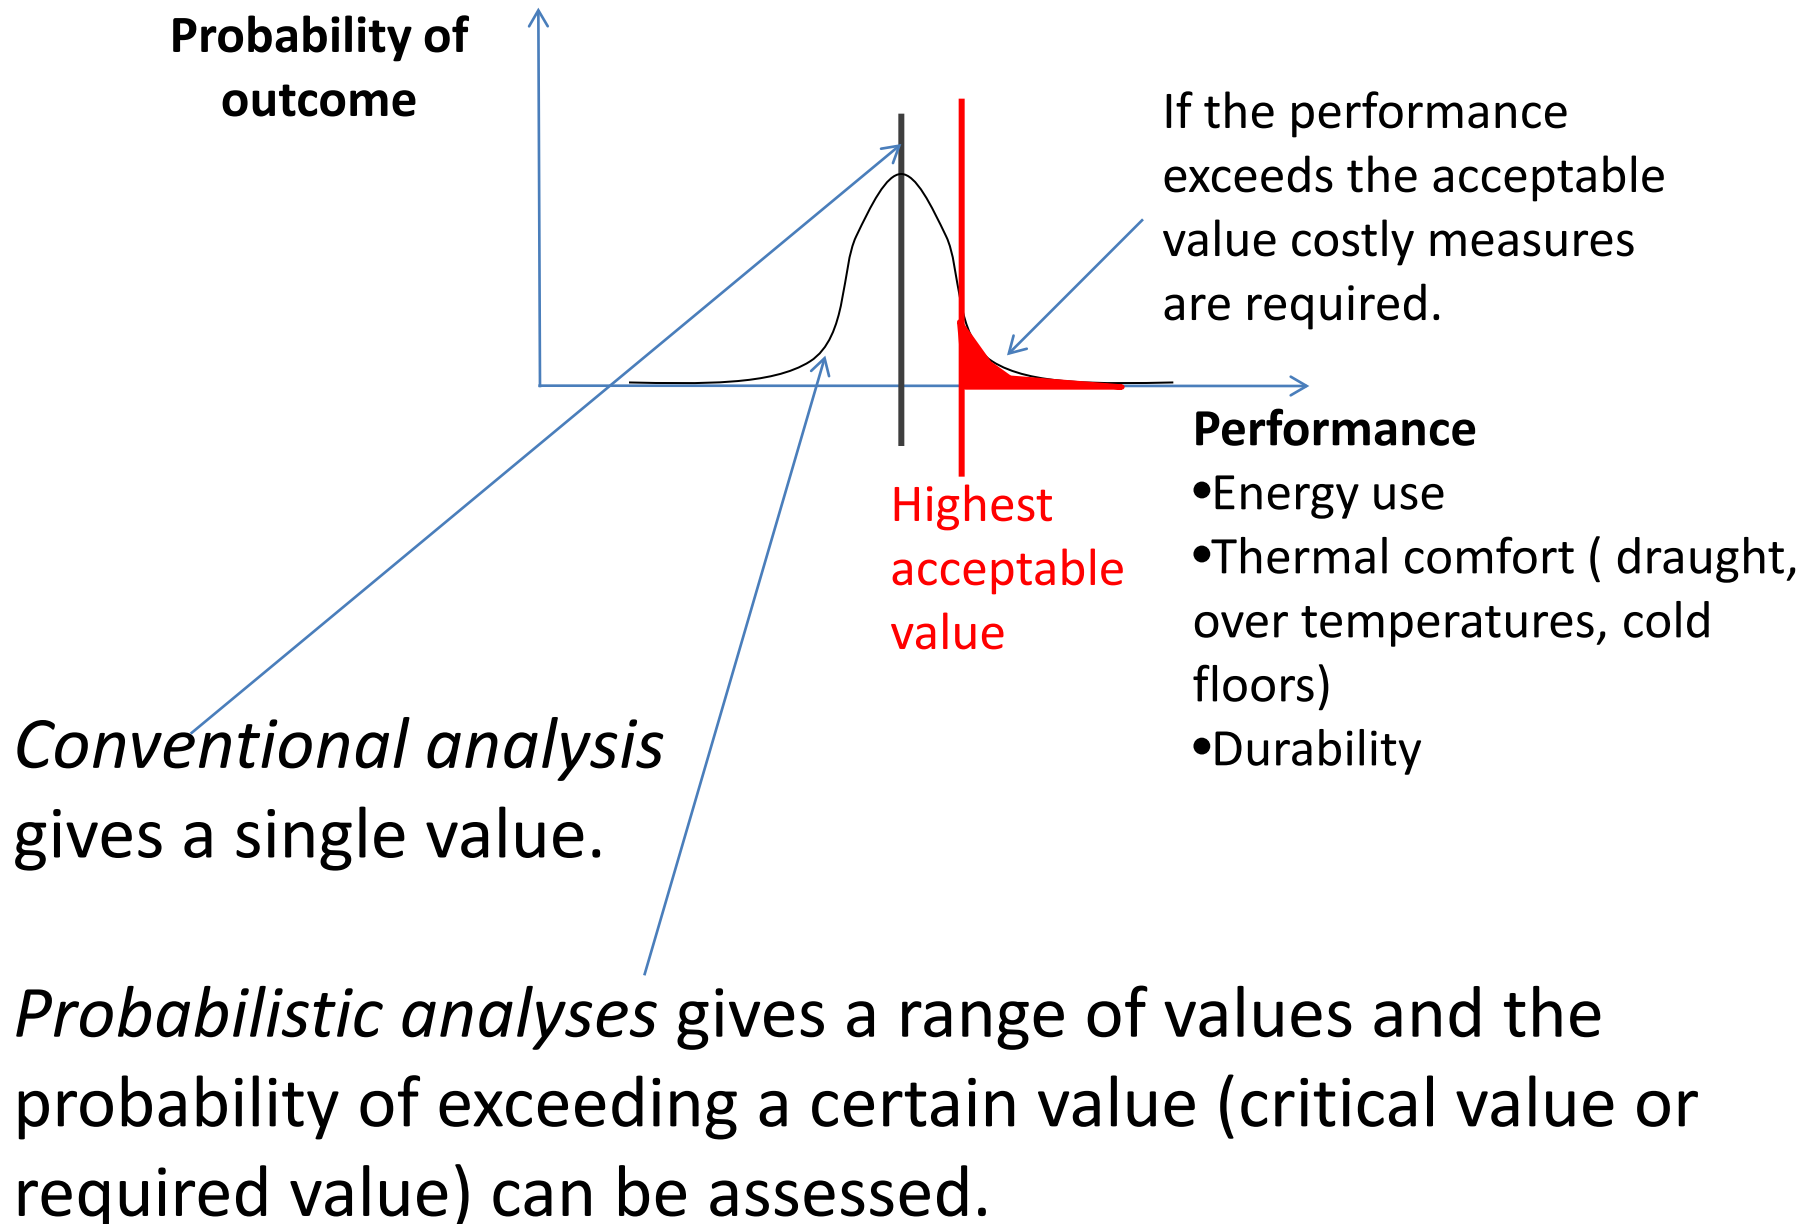 Probability of
outcome
If the performance
exceeds the acceptable
value costly measures
are required.
Performance
•Energy use
•Thermal comfort ( draught,
over temperatures, cold
floors)
•Durability
Highest
acceptable
value
Conventional analysis
gives a single value.
Probabilistic analyses gives a range of values and the
probability of exceeding a certain value (critical value or
required value) can be assessed.